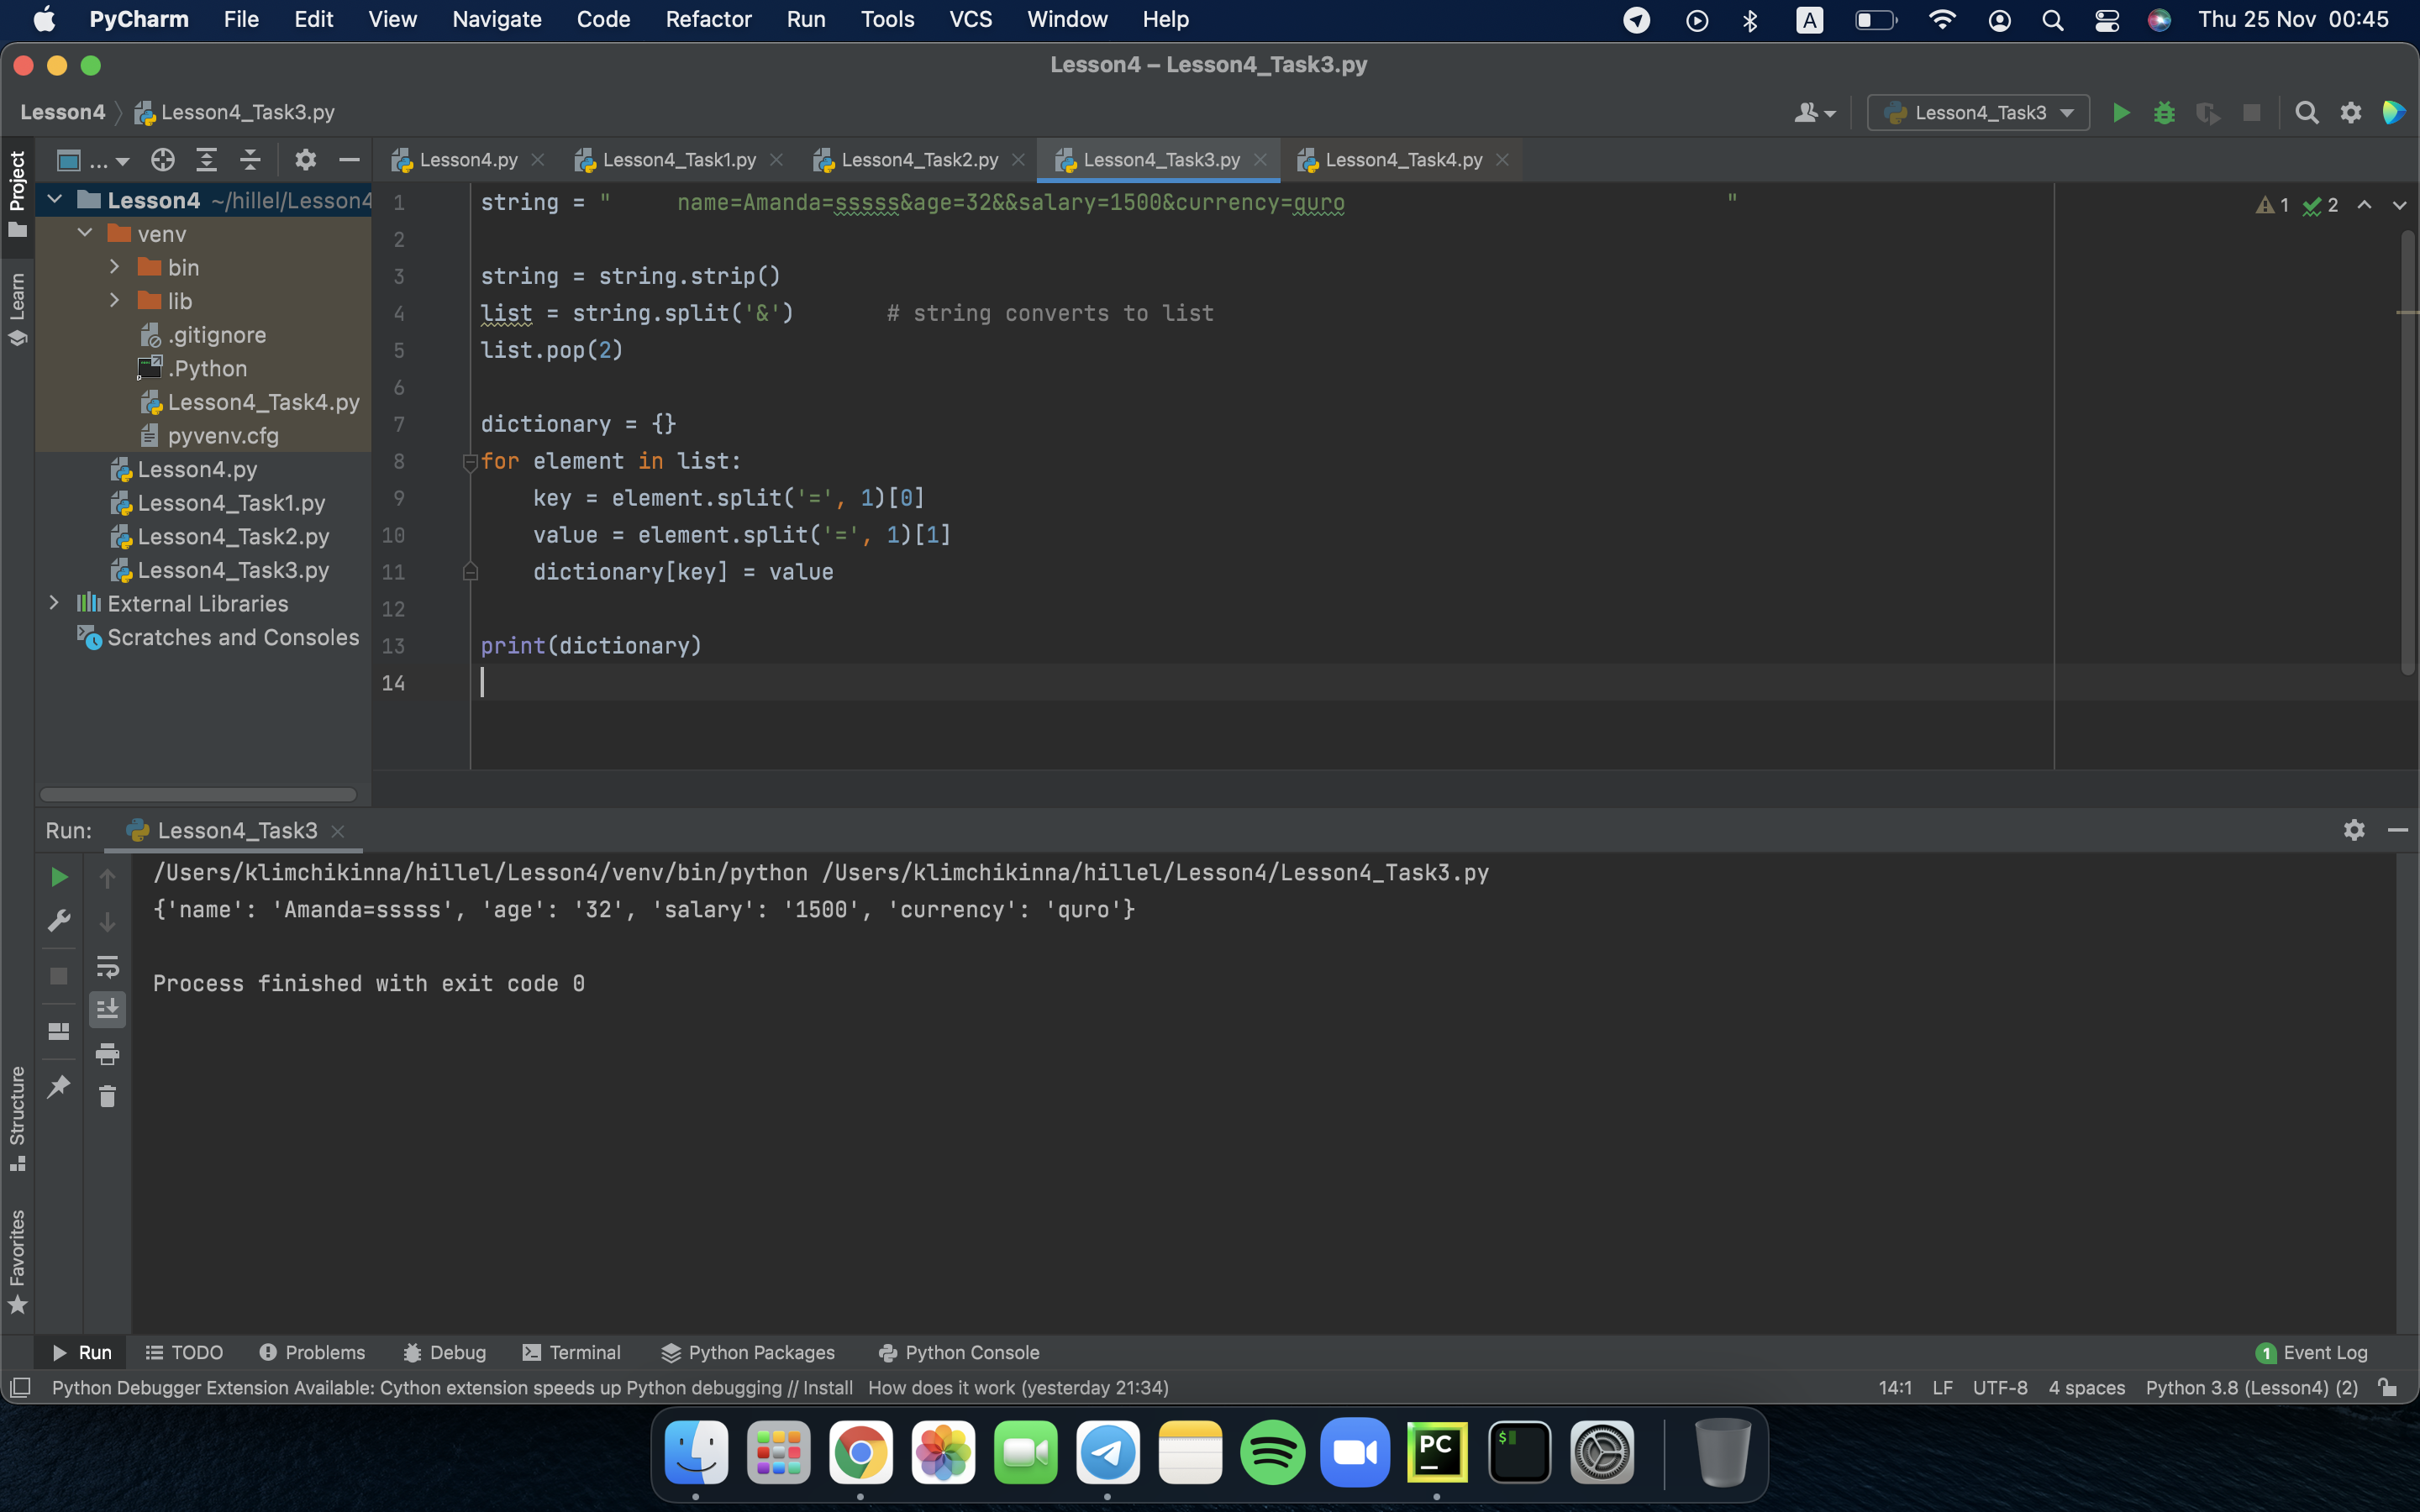 PyCharm File Edit View Navigate Code Refactor Run Tools VCS Window Help A Thu 25 Nov 00:45
Lesson4 – Lesson4_Task3.py
Lesson4 Lesson4_Task3.py Lesson4_Task3
... Lesson4.py Lesson4_Task1.py Lesson4_Task2.py Lesson4_Task3.py Lesson4_Task4.py
Project
Learn
Lesson4 ~/hillel/Lesson4
venv
bin
lib
.gitignore
.Python
Lesson4_Task4.py
pyvenv.cfg
Lesson4.py
Lesson4_Task1.py
Lesson4_Task2.py
Lesson4_Task3.py
External Libraries
Scratches and Consoles
1 string = "     name=Amanda=sssss&age=32&&salary=1500&currency=quro                             "
1 2
2
3 string = string.strip()
4 list = string.split('&')       # string converts to list
5 list.pop(2)
6
7 dictionary = {}
8 for element in list:
9     key = element.split('=', 1)[0]
10     value = element.split('=', 1)[1]
11     dictionary[key] = value
12
13 print(dictionary)
14
Run: Lesson4_Task3
/Users/klimchikinna/hillel/Lesson4/venv/bin/python /Users/klimchikinna/hillel/Lesson4/Lesson4_Task3.py
{'name': 'Amanda=sssss', 'age': '32', 'salary': '1500', 'currency': 'quro'}
Process finished with exit code 0
Structure
Favorites
Run TODO Problems Debug Terminal Python Packages Python Console 1 Event Log
Python Debugger Extension Available: Cython extension speeds up Python debugging // Install How does it work (yesterday 21:34) 14:1 LF UTF-8 4 spaces Python 3.8 (Lesson4) (2)
PC $